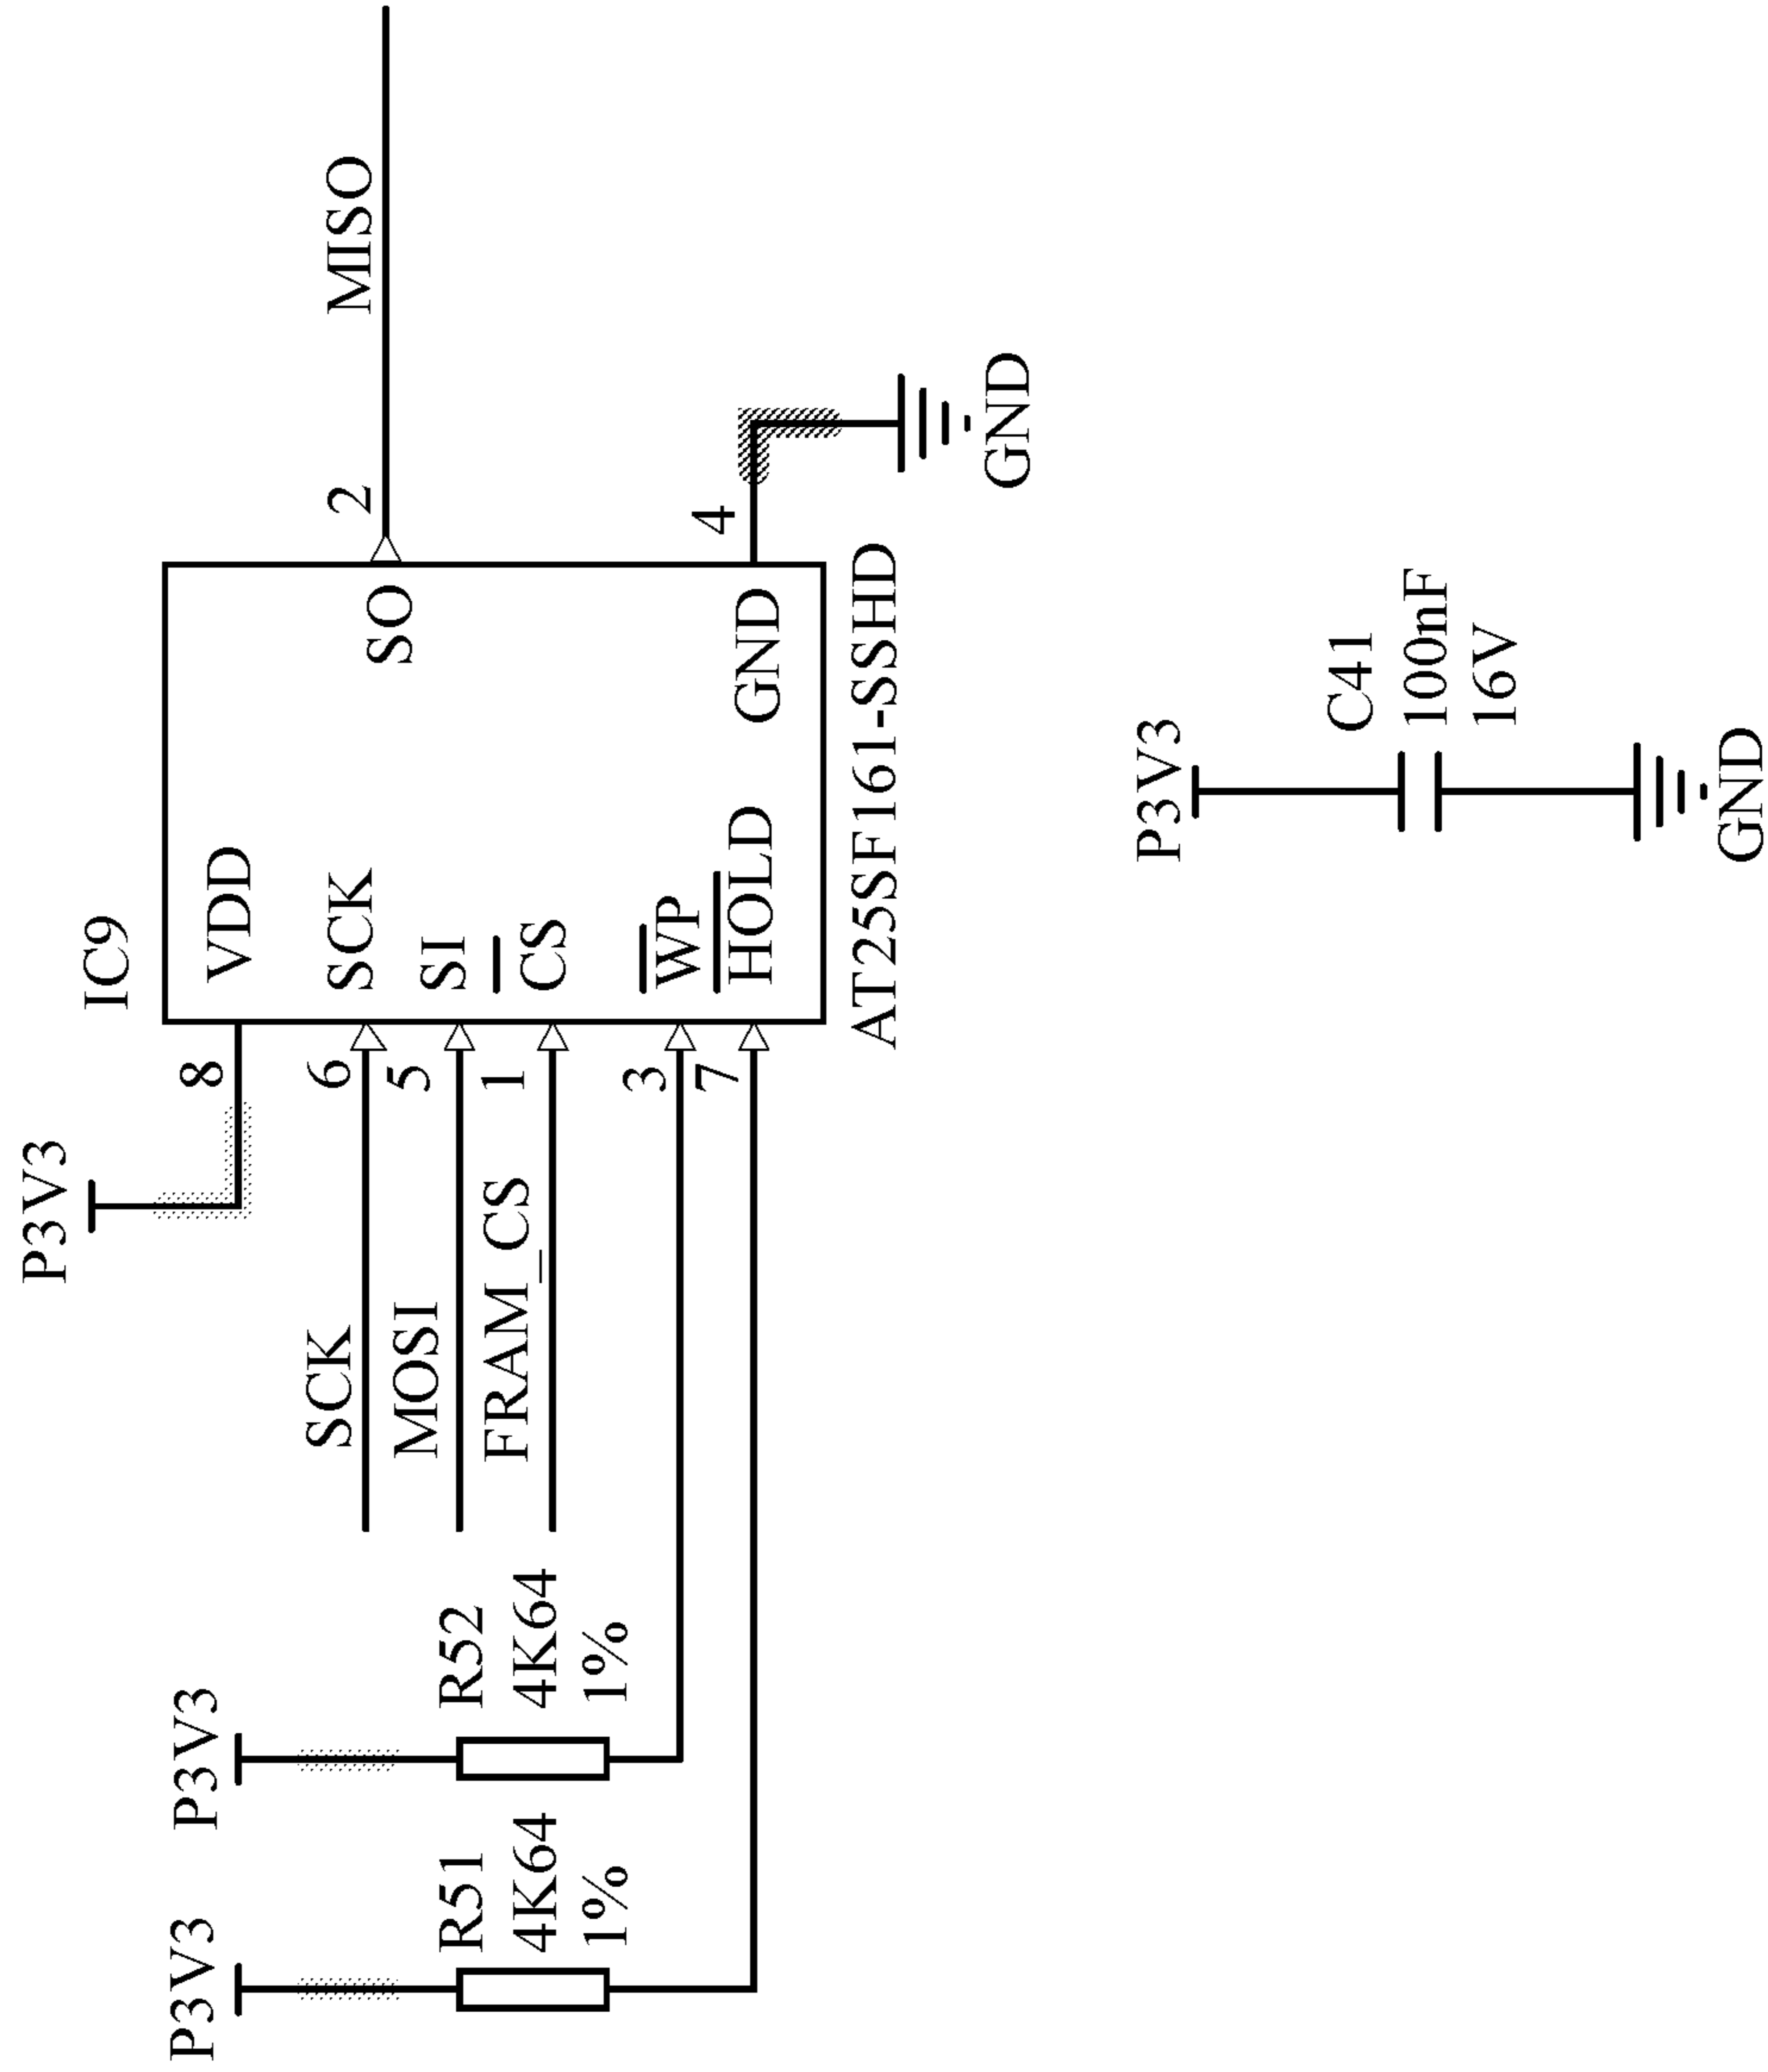 P3V3
P3V3
P3V3
IC9
8
VDD
SCK
6
SCK
SO
2
MISO
MOSI
5
SI
FRAM_CS
1
CS
R51
4K64
1%
R52
4K64
1%
3
WP
7
HOLD
GND
4
AT25SF161-SSHD
GND
P3V3
C41
100nF
16V
GND